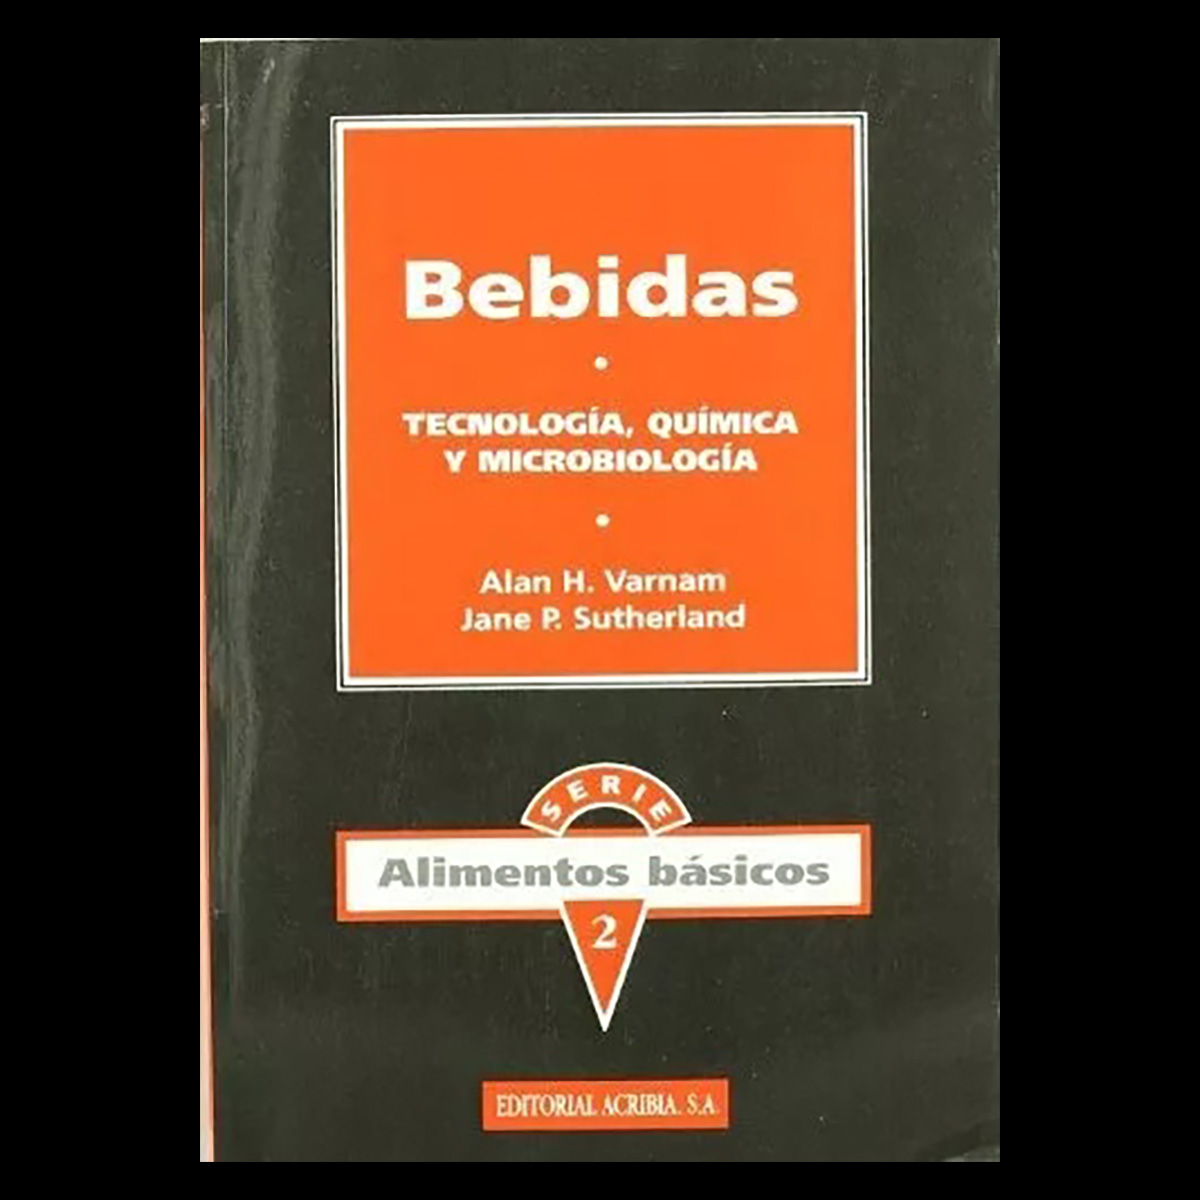 Bebidas
•
TECNOLOGÍA, QUÍMICA
Y MICROBIOLOGÍA
•
Alan H. Varnam
Jane P. Sutherland
SERIE
Alimentos básicos
2
EDITORIAL ACRIBIA, S.A.